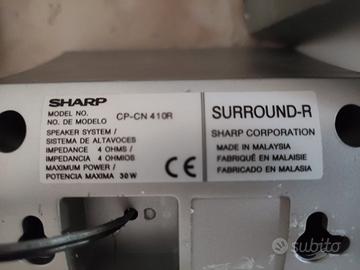 SHARP
MODEL NO.
NO. DE MODELO
CP-CN 410R
SPEAKER SYSTEM /
SISTEMA DE ALTAVOCES
IMPEDANCE 4 OHMS /
IMPEDANCIA 4 OHMIOS
MAXIMUM POWER /
POTENCIA MAXIMA 30 W
CE
SURROUND-R
SHARP CORPORATION
MADE IN MALAYSIA
FABRIQUÉ EN MALAISIE
FABRICADO EN MALASIA
subito